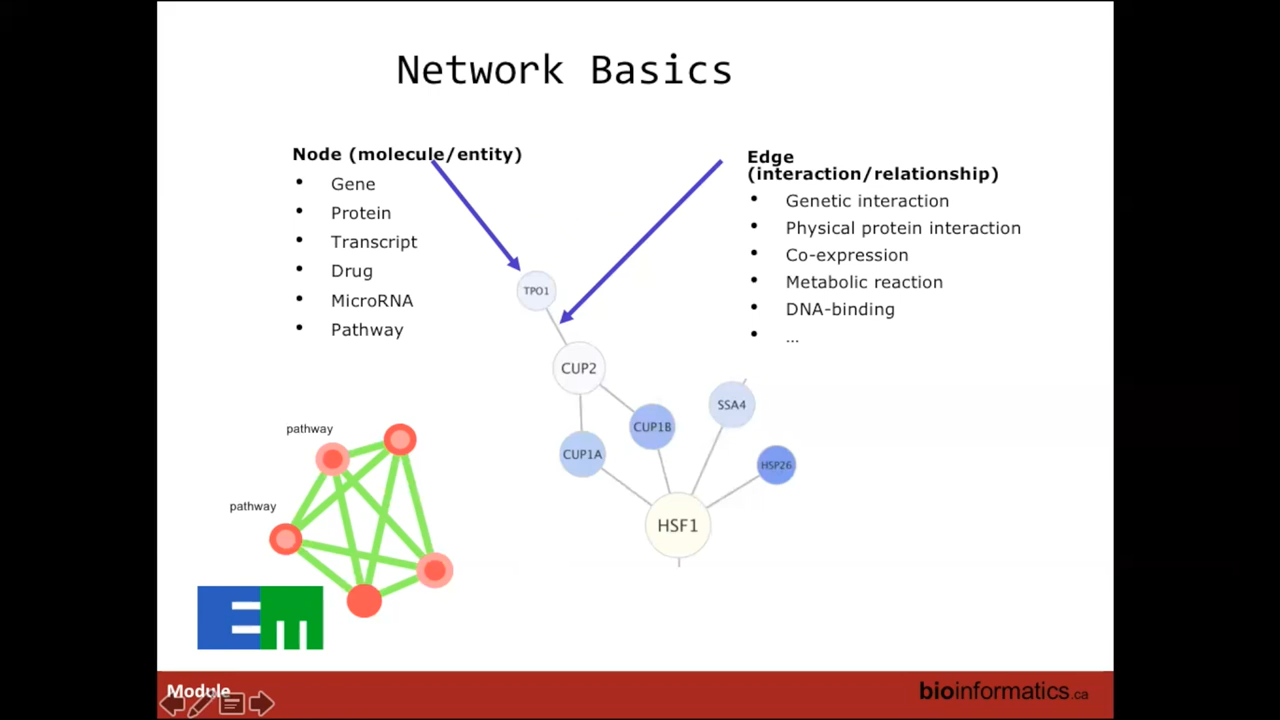 Network Basics
Node (molecule/entity)
• Gene
• Protein
• Transcript
• Drug
• MicroRNA
• Pathway
Edge
(interaction/relationship)
• Genetic interaction
• Physical protein interaction
• Co-expression
• Metabolic reaction
• DNA-binding
• ...
TPO1
CUP2
SSA4
CUP1B
CUP1A
HSP26
HSF1
pathway
pathway
Em
Module
bioinformatics.ca